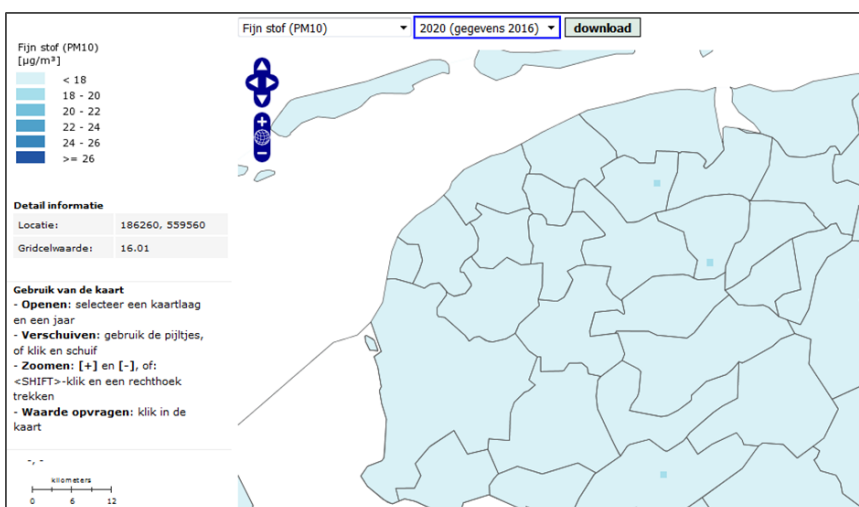 Fijn stof (PM10)
2020 (gegevens 2016)
download
Fijn stof (PM10)
[µg/m³]
< 18
18 - 20
20 - 22
22 - 24
24 - 26
>= 26
Detail informatie
Locatie: 186260, 559560
Gridcelwaarde: 16.01
Gebruik van de kaart
- Openen: selecteer een kaartlaag
en een jaar
- Verschuiven: gebruik de pijltjes,
of klik en schuif
- Zoomen: [+] en [-], of:
<SHIFT>-klik en een rechthoek
trekken
- Waarde opvragen: klik in de
kaart
-, -
kilometers
0 6 12